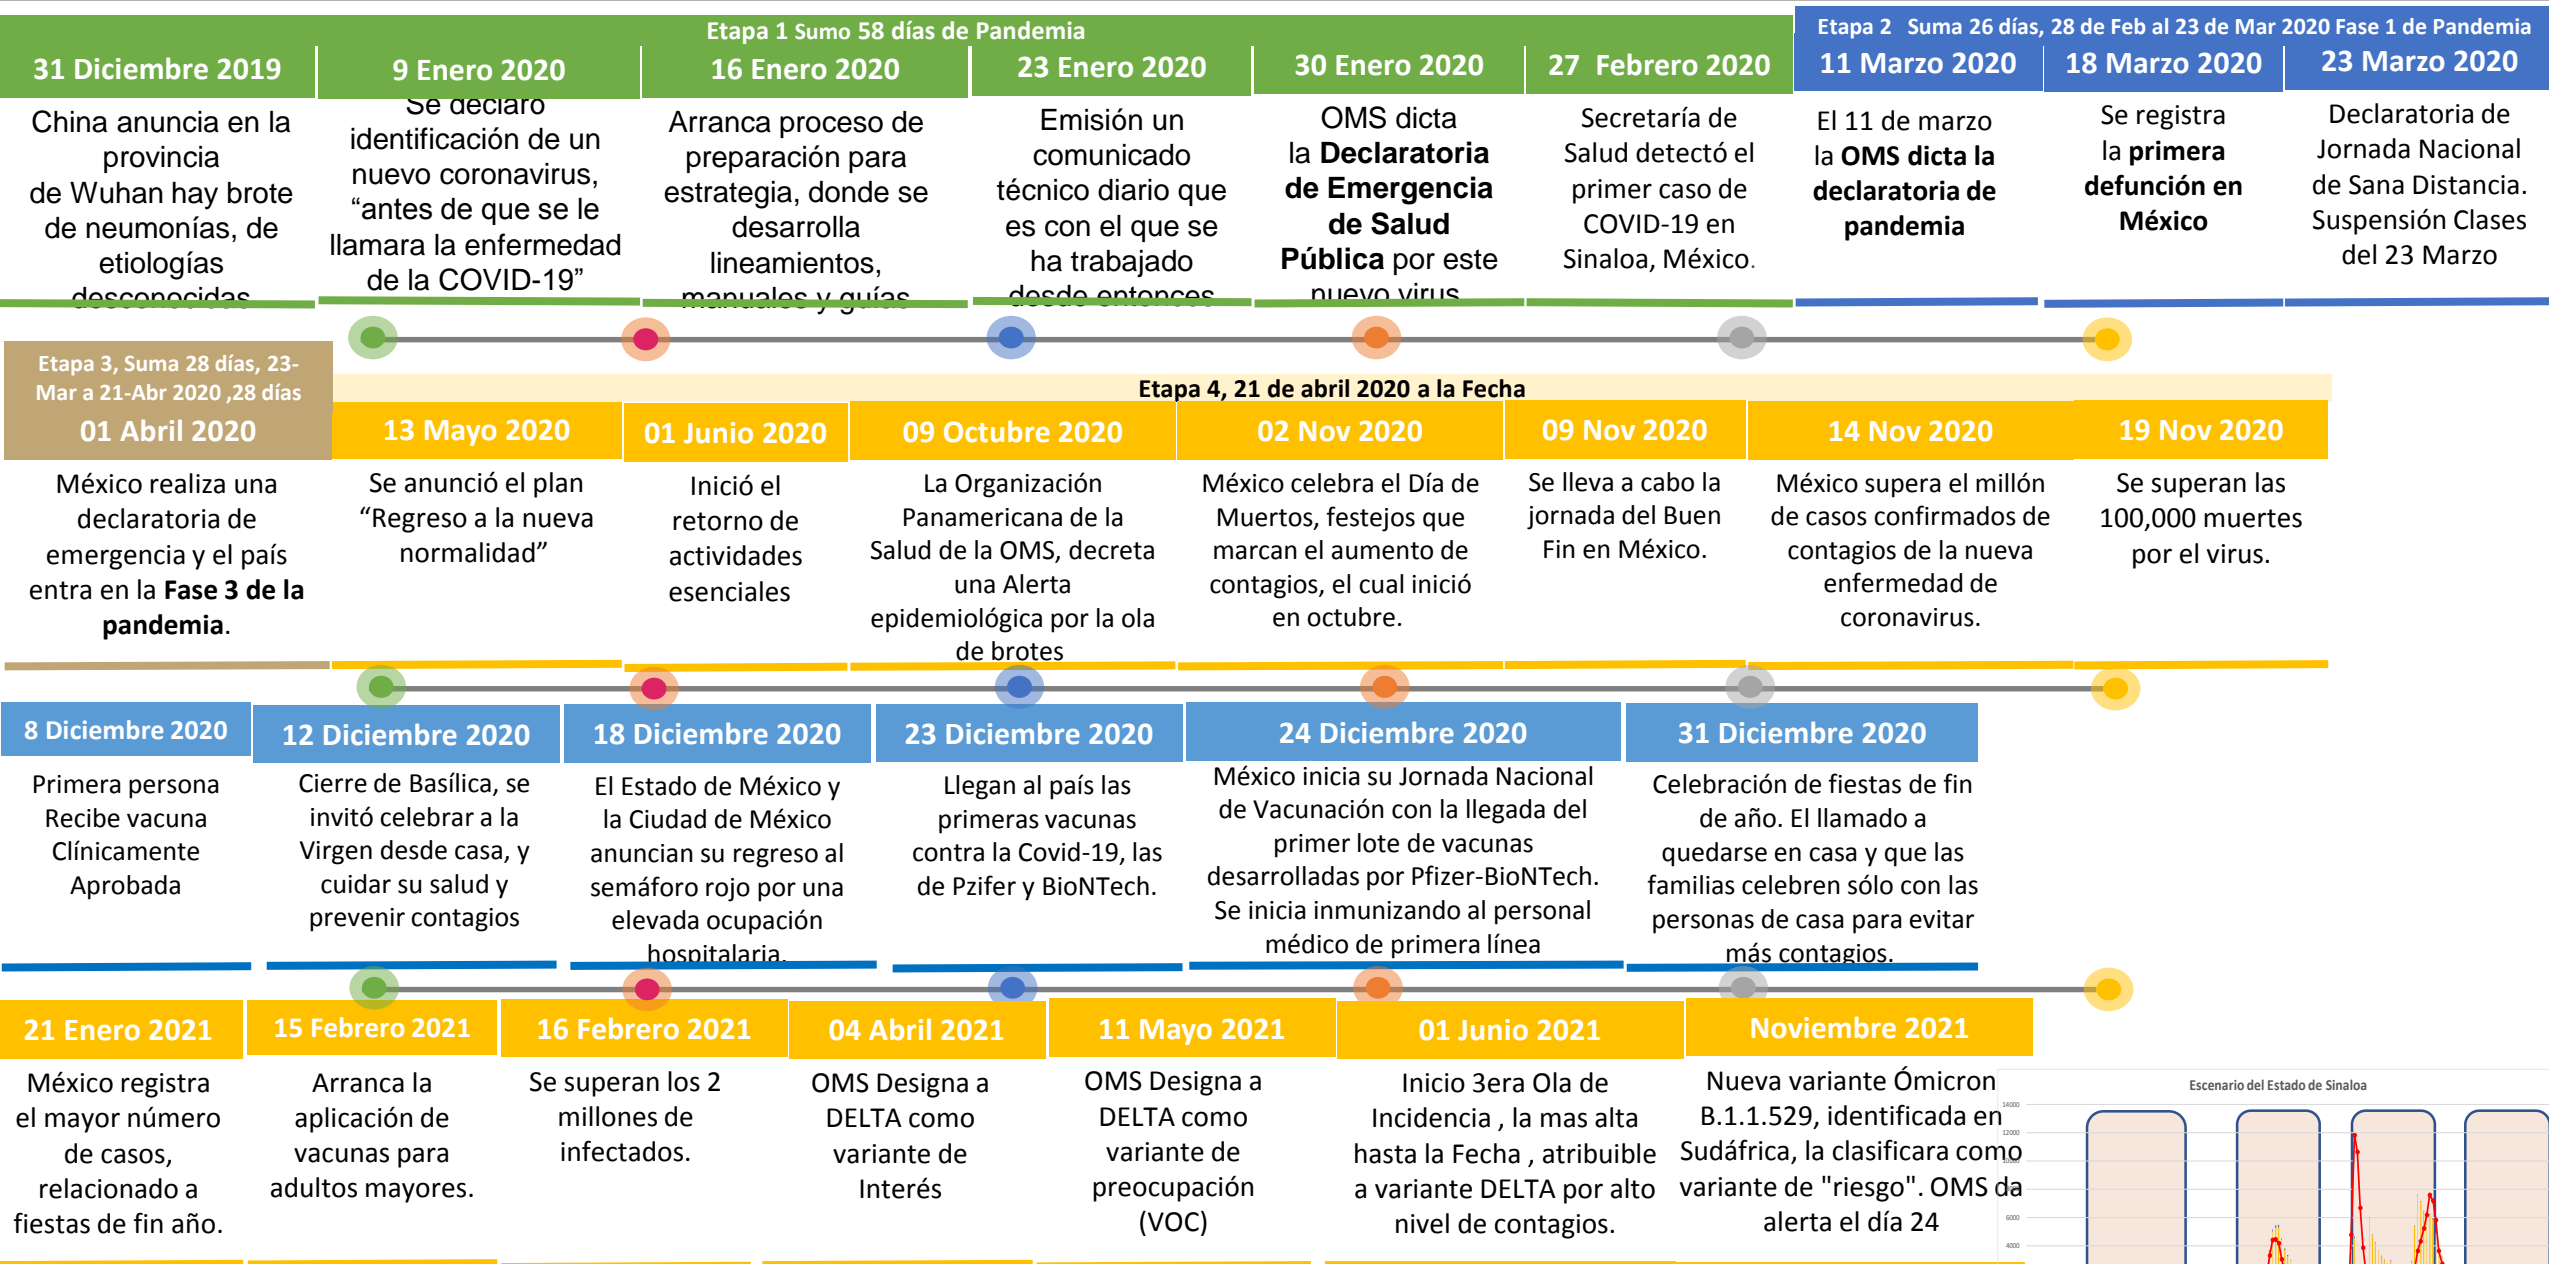 Etapa 1 Sumo 58 días de Pandemia
Etapa 2 Suma 26 días, 28 de Feb al 23 de Mar 2020 Fase 1 de Pandemia
31 Diciembre 2019
China anuncia en la
provincia
de Wuhan hay brote
de neumonías, de
etiologías
desconocidas
9 Enero 2020
Se declaro
identificación de un
nuevo coronavirus,
“antes de que se le
llamara la enfermedad
de la COVID-19”
16 Enero 2020
Arranca proceso de
preparación para
estrategia, donde se
desarrolla
lineamientos,
manuales y guías
23 Enero 2020
Emisión un
comunicado
técnico diario que
es con el que se
ha trabajado
desde entonces
30 Enero 2020
OMS dicta
la Declaratoria
de Emergencia
de Salud
Pública por este
nuevo virus
27 Febrero 2020
Secretaría de
Salud detectó el
primer caso de
COVID-19 en
Sinaloa, México.
11 Marzo 2020
El 11 de marzo
la OMS dicta la
declaratoria de
pandemia
18 Marzo 2020
Se registra
la primera
defunción en
México
23 Marzo 2020
Declaratoria de
Jornada Nacional
de Sana Distancia.
Suspensión Clases
del 23 Marzo
Etapa 3, Suma 28 días, 23-
Mar a 21-Abr 2020 ,28 días
Etapa 4, 21 de abril 2020 a la Fecha
01 Abril 2020
México realiza una
declaratoria de
emergencia y el país
entra en la Fase 3 de la
pandemia.
13 Mayo 2020
Se anunció el plan
“Regreso a la nueva
normalidad”
01 Junio 2020
Inició el
retorno de
actividades
esenciales
09 Octubre 2020
La Organización
Panamericana de la
Salud de la OMS, decreta
una Alerta
epidemiológica por la ola
de brotes
02 Nov 2020
México celebra el Día de
Muertos, festejos que
marcan el aumento de
contagios, el cual inició
en octubre.
09 Nov 2020
Se lleva a cabo la
jornada del Buen
Fin en México.
14 Nov 2020
México supera el millón
de casos confirmados de
contagios de la nueva
enfermedad de
coronavirus.
19 Nov 2020
Se superan las
100,000 muertes
por el virus.
8 Diciembre 2020
Primera persona
Recibe vacuna
Clínicamente
Aprobada
12 Diciembre 2020
Cierre de Basílica, se
invitó celebrar a la
Virgen desde casa, y
cuidar su salud y
prevenir contagios
18 Diciembre 2020
El Estado de México y
la Ciudad de México
anuncian su regreso al
semáforo rojo por una
elevada ocupación
hospitalaria.
23 Diciembre 2020
Llegan al país las
primeras vacunas
contra la Covid-19, las
de Pzifer y BioNTech.
24 Diciembre 2020
México inicia su Jornada Nacional
de Vacunación con la llegada del
primer lote de vacunas
desarrolladas por Pfizer-BioNTech.
Se inicia inmunizando al personal
médico de primera línea
31 Diciembre 2020
Celebración de fiestas de fin
de año. El llamado a
quedarse en casa y que las
familias celebren sólo con las
personas de casa para evitar
más contagios.
21 Enero 2021
México registra
el mayor número
de casos,
relacionado a
fiestas de fin año.
15 Febrero 2021
Arranca la
aplicación de
vacunas para
adultos mayores.
16 Febrero 2021
Se superan los 2
millones de
infectados.
04 Abril 2021
OMS Designa a
DELTA como
variante de
Interés
11 Mayo 2021
OMS Designa a
DELTA como
variante de
preocupación
(VOC)
01 Junio 2021
Inicio 3era Ola de
Incidencia , la mas alta
hasta la Fecha , atribuible
a variante DELTA por alto
nivel de contagios.
Noviembre 2021
Nueva variante Ómicron
B.1.1.529, identificada en
Sudáfrica, la clasificara como
variante de "riesgo". OMS da
alerta el día 24
Escenario del Estado de Sinaloa
14000
12000
6000
4000